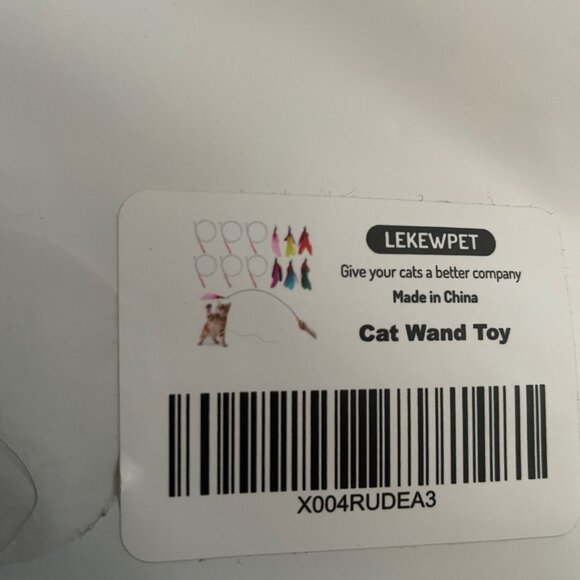 LEKEWPET
Give your cats a better company
Made in China
Cat Wand Toy
X004RUDEA3